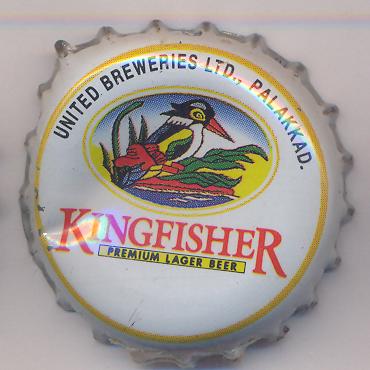 UNITED BREWERIES LTD., PALAKKAD.
KINGFISHER
PREMIUM LAGER BEER